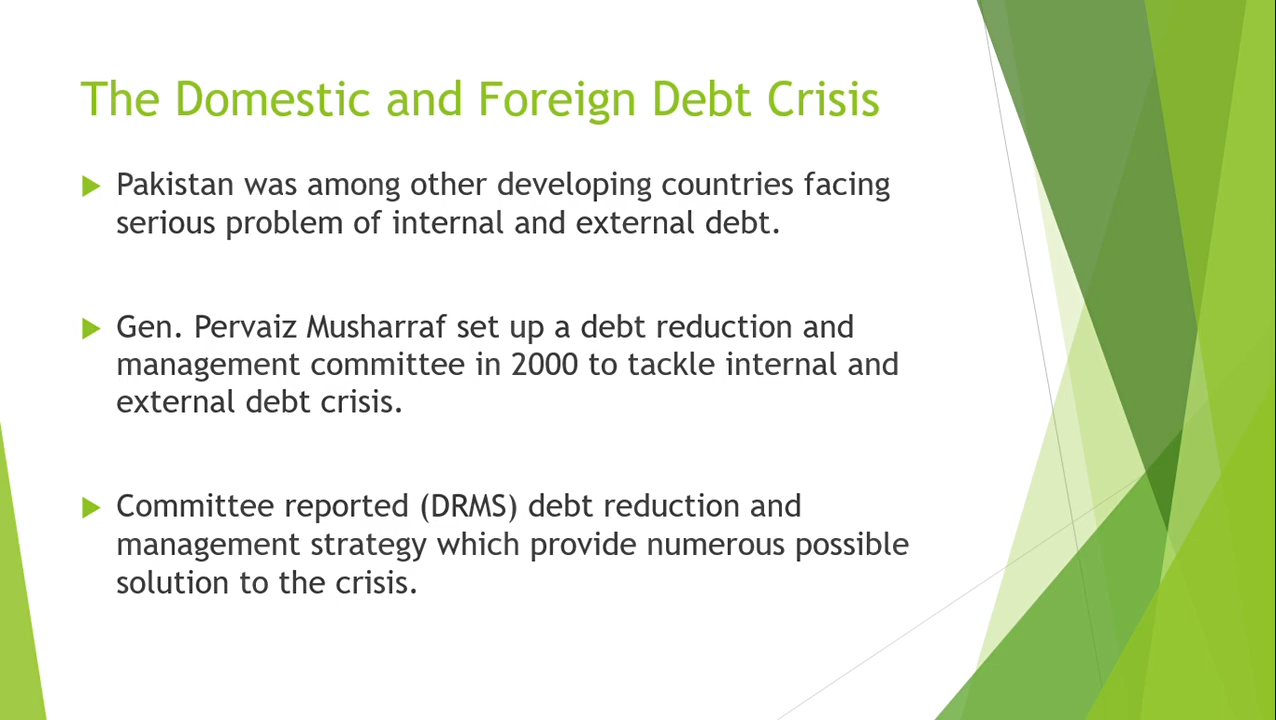 The Domestic and Foreign Debt Crisis
Pakistan was among other developing countries facing
serious problem of internal and external debt.
Gen. Pervaiz Musharraf set up a debt reduction and
management committee in 2000 to tackle internal and
external debt crisis.
Committee reported (DRMS) debt reduction and
management strategy which provide numerous possible
solution to the crisis.